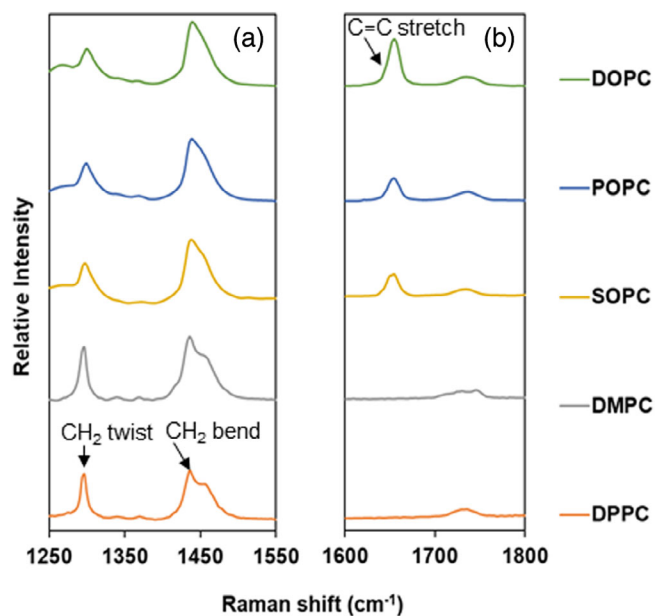 (a)
C=C stretch
(b)
DOPC
POPC
SOPC
DMPC
CH₂ twist
CH₂ bend
DPPC
Relative Intensity
1250 1350 1450 1550
1600 1700 1800
Raman shift (cm⁻¹)